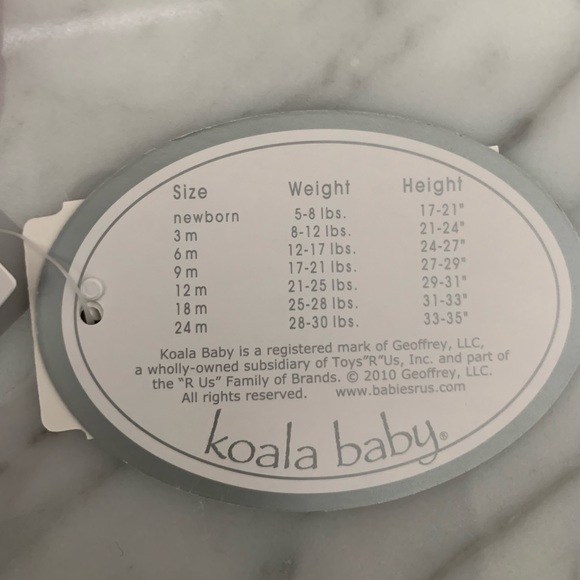 Size Weight Height
newborn 5-8 lbs. 17-21"
3 m 8-12 lbs. 21-24"
6 m 12-17 lbs. 24-27"
9 m 17-21 lbs. 27-29"
12 m 21-25 lbs. 29-31"
18 m 25-28 lbs. 31-33"
24 m 28-30 lbs. 33-35"
Koala Baby is a registered mark of Geoffrey, LLC,
a wholly-owned subsidiary of Toys"R"Us, Inc. and part of
the "R Us" Family of Brands. © 2010 Geoffrey, LLC.
All rights reserved. www.babiesrus.com
koala baby®